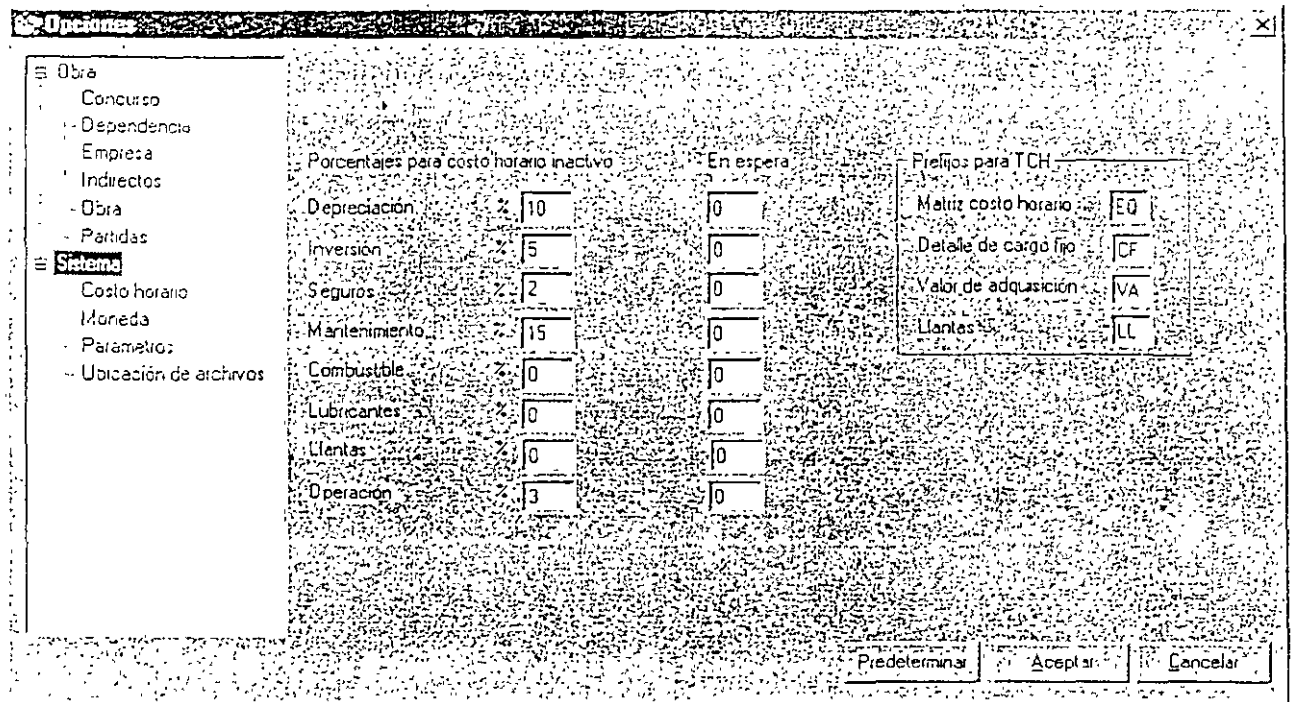 Opciones
Obra
Concurso
Dependencia
Empresa
Indirectos
Obra
Partidas
Sistema
Costo horario
Moneda
Parametros
Ubicación de archivos
Porcentajes para costo horario inactivo En espera
Depreciación % 10 0
Inversión % 5 0
Seguros % 2 0
Mantenimiento % 15 0
Combustible % 0 0
Lubricantes % 0 0
Llantas % 0 0
Operación % 3 0
Prefijos para TCH
Matriz costo horario EQ
Detalle de cargo fijo CF
Valor de adquisición VA
Llantas LL
Predeterminar Aceptar Cancelar